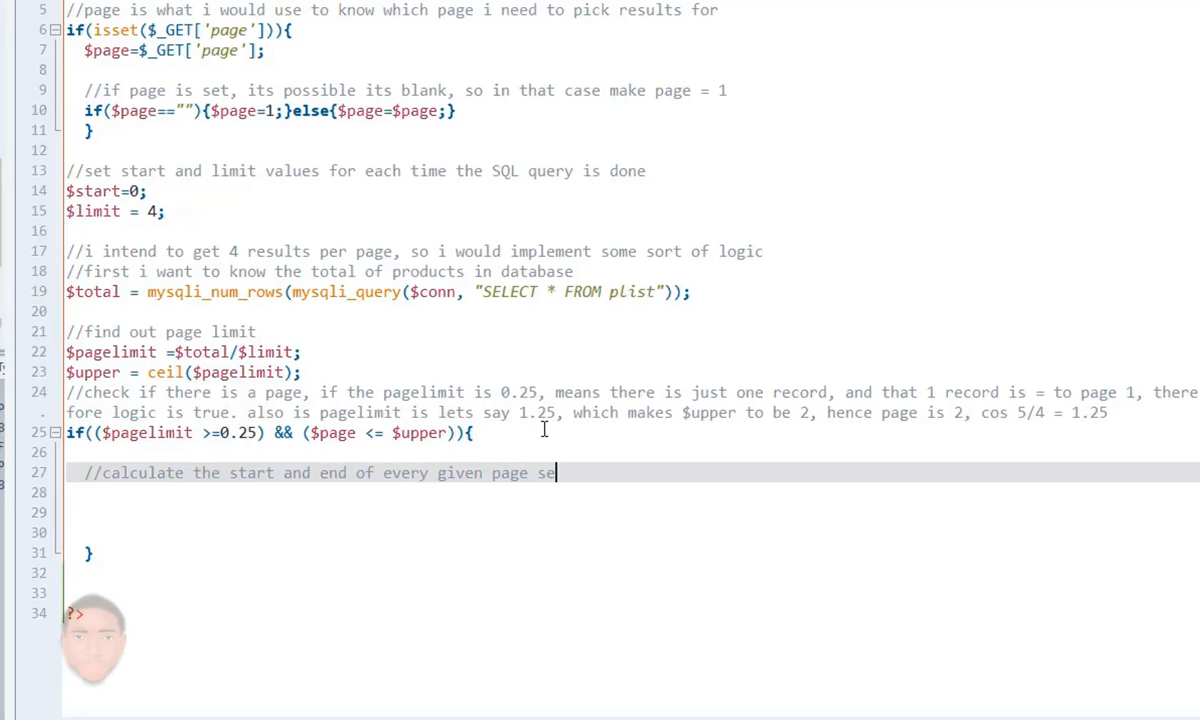 5 //page is what i would use to know which page i need to pick results for
6 if(isset($_GET['page'])){
7 $page=$_GET['page'];
8
9 //if page is set, its possible its blank, so in that case make page = 1
10 if($page==""){$page=1;}else{$page=$page;}
11 }
12
13 //set start and limit values for each time the SQL query is done
14 $start=0;
15 $limit = 4;
16
17 //i intend to get 4 results per page, so i would implement some sort of logic
18 //first i want to know the total of products in database
19 $total = mysqli_num_rows(mysqli_query($conn, "SELECT * FROM plist"));
20
21 //find out page limit
22 $pagelimit =$total/$limit;
23 $upper = ceil($pagelimit);
24 //check if there is a page, if the pagelimit is 0.25, means there is just one record, and that 1 record is = to page 1, there
. fore logic is true. also is pagelimit is lets say 1.25, which makes $upper to be 2, hence page is 2, cos 5/4 = 1.25
25 if(($pagelimit >=0.25) && ($page <= $upper)){
26
27 //calculate the start and end of every given page se
28
29
30
31 }
32
33
34 ?>